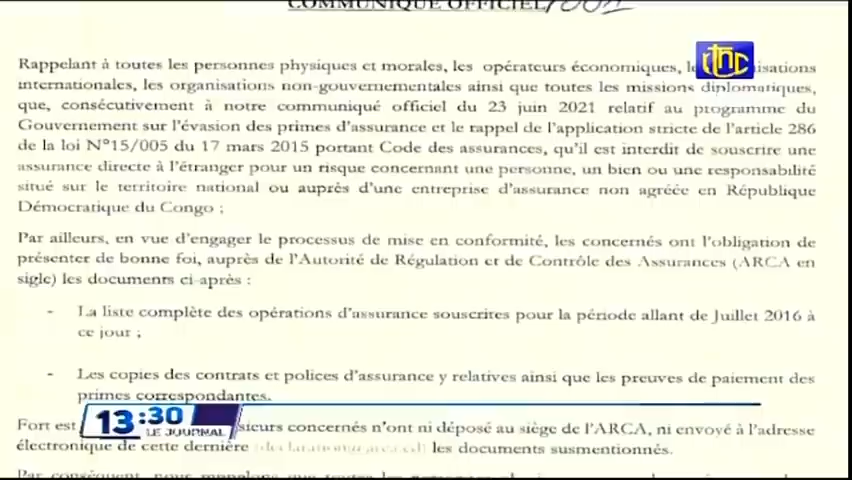 COMMUNIQUE OFFICIEL/001
Rappelant à toutes les personnes physiques et morales, les opérateurs économiques, isations
rtnc
internationales, les organisations non-gouvernementales ainsi que toutes les missions diplomatiques,
que, consécutivement à notre communiqué officiel du 23 juin 2021 relatif au programme du
Gouvernement sur l'évasion des primes d'assurance et le rappel de l'application stricte de l'article 286
de la loi N°15/005 du 17 mars 2015 portant Code des assurances, qu'il est interdit de souscrire une
assurance directe à l'étranger pour un risque concernant une personne, un bien ou une responsabilité
situé sur le territoire national ou auprès d'une entreprise d'assurance non agréée en République
Démocratique du Congo ;
Par ailleurs, en vue d'engager le processus de mise en conformité, les concernés ont l'obligation de
présenter de bonne foi, auprès de l'Autorité de Régulation et de Contrôle des Assurances (ARCA en
sigle) les documents ci-après :
- La liste complète des opérations d'assurance souscrites pour la période allant de Juillet 2016 à
ce jour ;
- Les copies des contrats et polices d'assurance y relatives ainsi que les preuves de paiement des
primes correspondantes.
Fort est sieurs concernés n'ont ni déposé au siège de l'ARCA, ni envoyé à l'adresse
13:30
LE JOURNAL
électronique de cette dernière les documents susmentionnés.